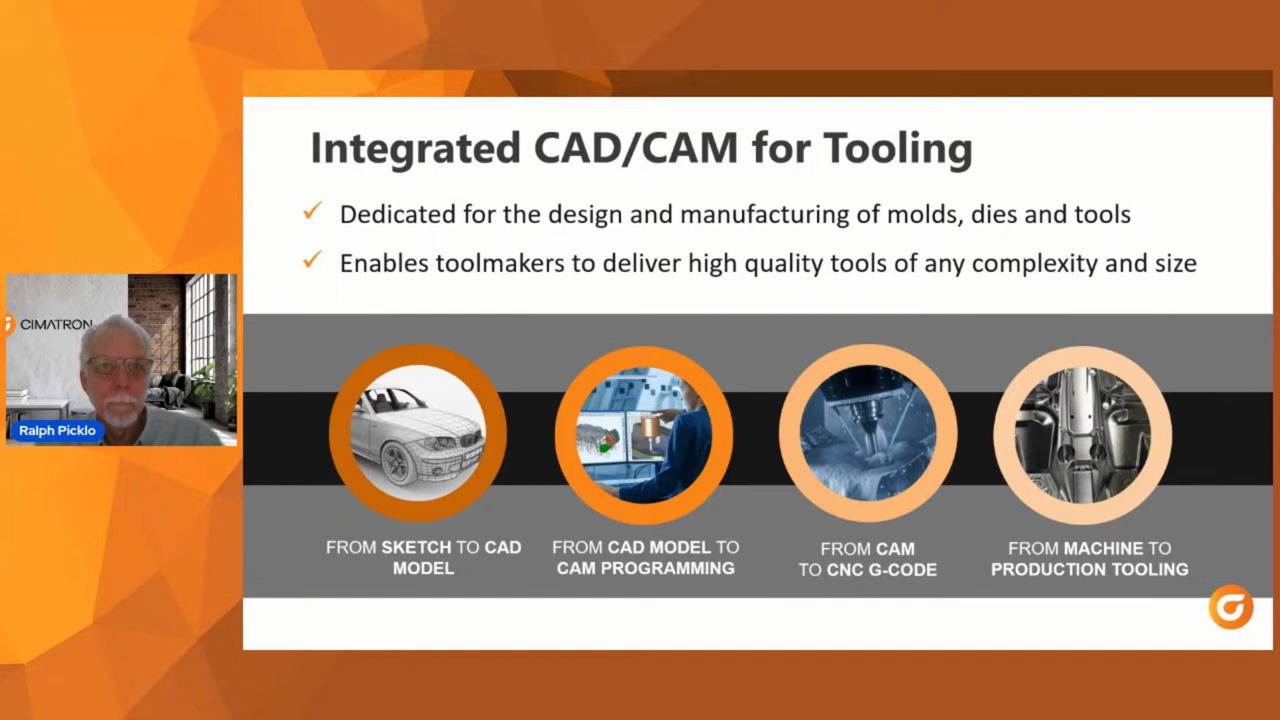 Integrated CAD/CAM for Tooling
✓ Dedicated for the design and manufacturing of molds, dies and tools
✓ Enables toolmakers to deliver high quality tools of any complexity and size
CIMATRON
Ralph Picklo
FROM SKETCH TO CAD
MODEL
FROM CAD MODEL TO
CAM PROGRAMMING
FROM CAM
TO CNC G-CODE
FROM MACHINE TO
PRODUCTION TOOLING